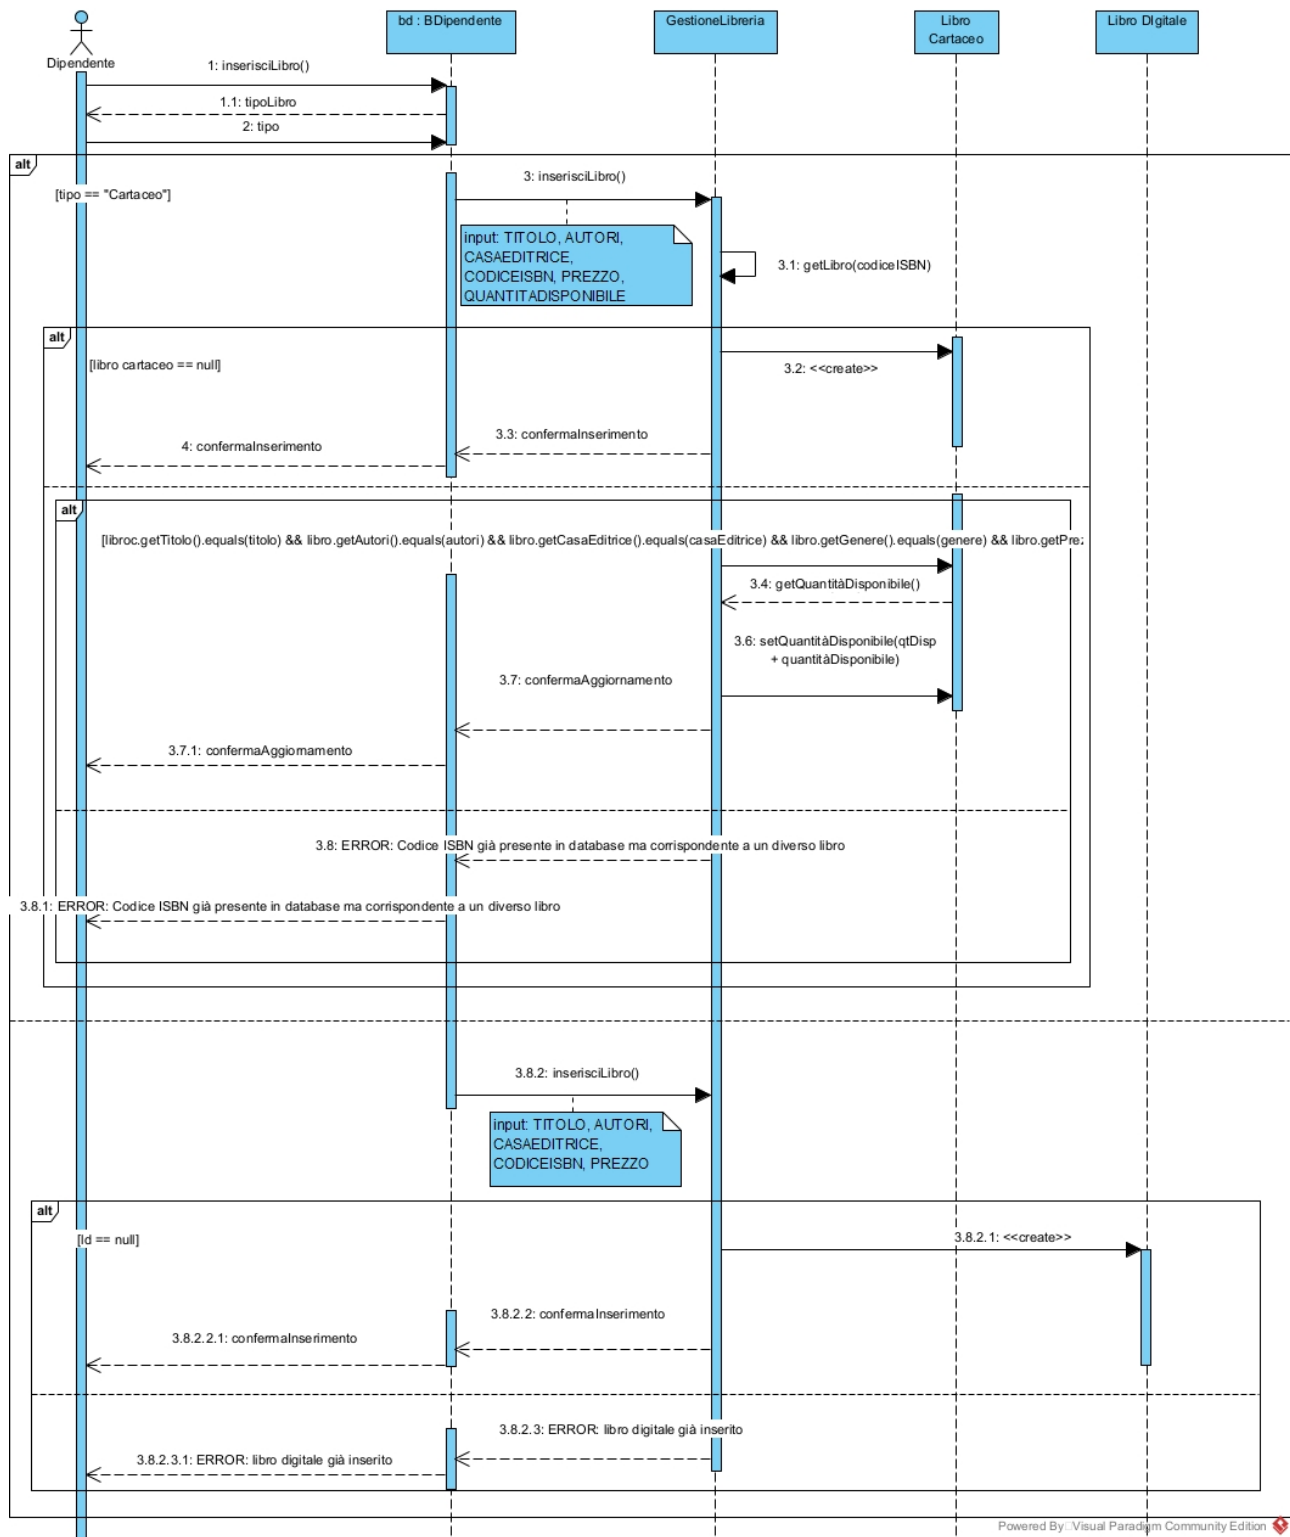 Dipendente
bd : BDipendente
GestioneLibreria
Libro
Cartaceo
Libro DIgitale
1: inserisciLibro()
1.1: tipoLibro
2: tipo
alt
[tipo == "Cartaceo"]
3: inserisciLibro()
input: TITOLO, AUTORI,
CASAEDITRICE,
CODICEISBN, PREZZO,
QUANTITADISPONIBILE
3.1: getLibro(codiceISBN)
alt
[libro cartaceo == null]
3.2: <<create>>
3.3: confermaInserimento
4: confermaInserimento
alt
[libroc.getTitolo().equals(titolo) && libro.getAutori().equals(autori) && libro.getCasaEditrice().equals(casaEditrice) && libro.getGenere().equals(genere) && libro.getPrez
3.4: getQuantitàDisponibile()
3.6: setQuantitàDisponibile(qtDisp
+ quantitàDisponibile)
3.7: confermaAggiornamento
3.7.1: confermaAggiornamento
3.8: ERROR: Codice ISBN già presente in database ma corrispondente a un diverso libro
3.8.1: ERROR: Codice ISBN già presente in database ma corrispondente a un diverso libro
3.8.2: inserisciLibro()
input: TITOLO, AUTORI,
CASAEDITRICE,
CODICEISBN, PREZZO
alt
[ld == null]
3.8.2.1: <<create>>
3.8.2.2: confermaInserimento
3.8.2.2.1: confermaInserimento
3.8.2.3: ERROR: libro digitale già inserito
3.8.2.3.1: ERROR: libro digitale già inserito
Powered By Visual Paradigm Community Edition